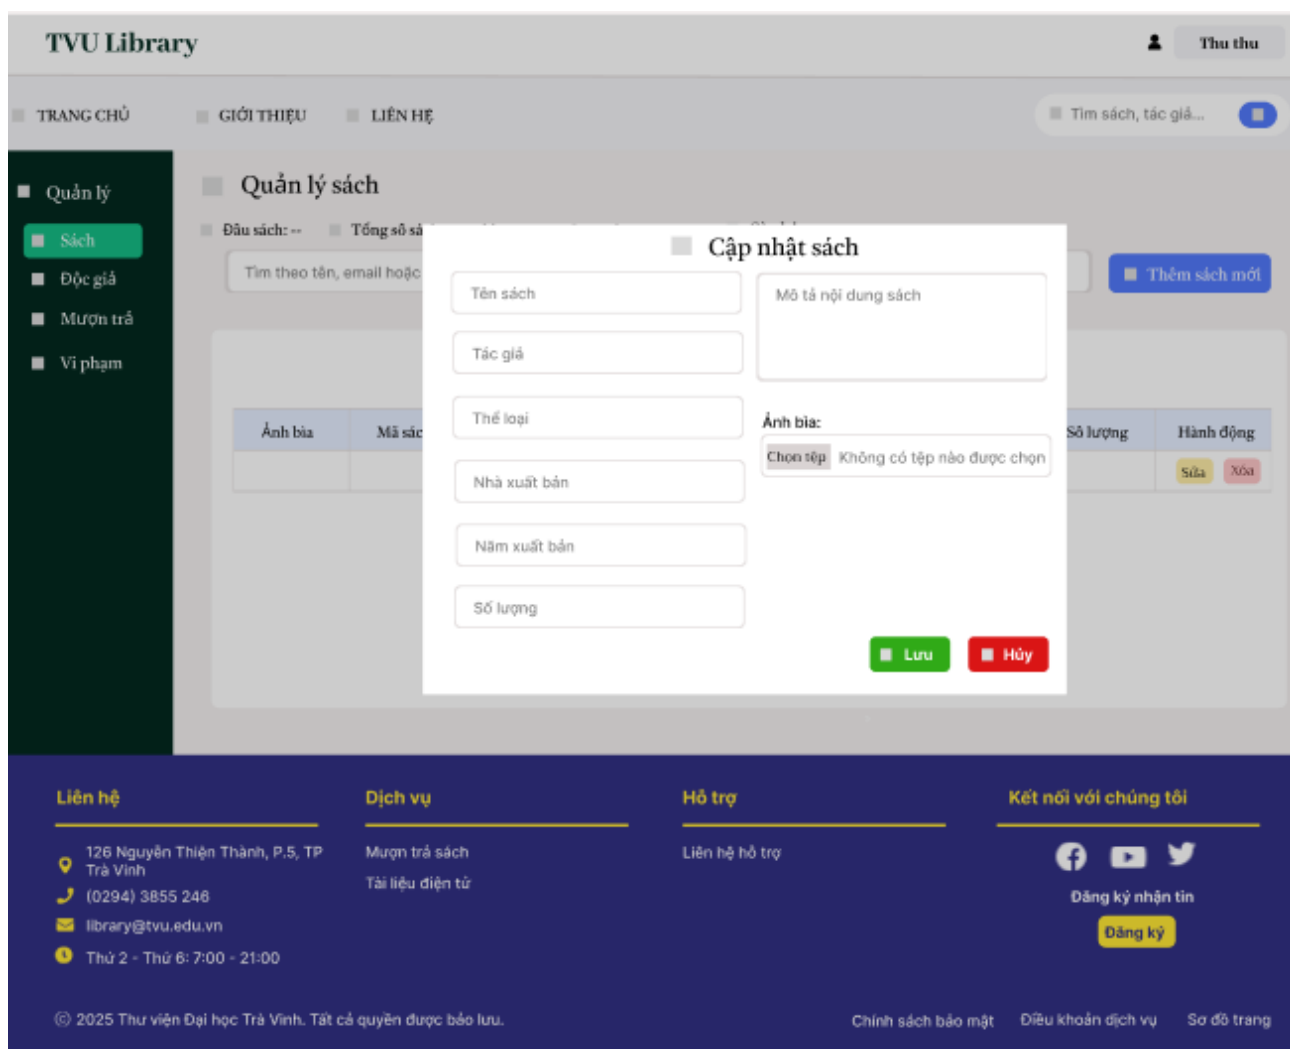 TVU Library
Thu thu
TRANG CHỦ
GIỚI THIỆU
LIÊN HỆ
Tìm sách, tác giả...
Quản lý
Sách
Độc giả
Mượn trả
Vi phạm
Quản lý sách
Đầu sách: --
Tổng số sá
Tìm theo tên, email hoặc
Thêm sách mới
Cập nhật sách
Tên sách
Tác giả
Thể loại
Nhà xuất bản
Năm xuất bản
Số lượng
Mô tả nội dung sách
Ảnh bìa:
Chọn tệp Không có tệp nào được chọn
Lưu
Hủy
Ảnh bìa
Mã sác
Số lượng
Hành động
Sửa
Xóa
Liên hệ
126 Nguyễn Thiện Thành, P.5, TP
Trà Vinh
(0294) 3855 246
library@tvu.edu.vn
Thứ 2 - Thứ 6: 7:00 - 21:00
Dịch vụ
Mượn trả sách
Tài liệu điện tử
Hỗ trợ
Liên hệ hỗ trợ
Kết nối với chúng tôi
Đăng ký nhận tin
Đăng ký
© 2025 Thư viện Đại học Trà Vinh. Tất cả quyền được bảo lưu.
Chính sách bảo mật
Điều khoản dịch vụ
Sơ đồ trang